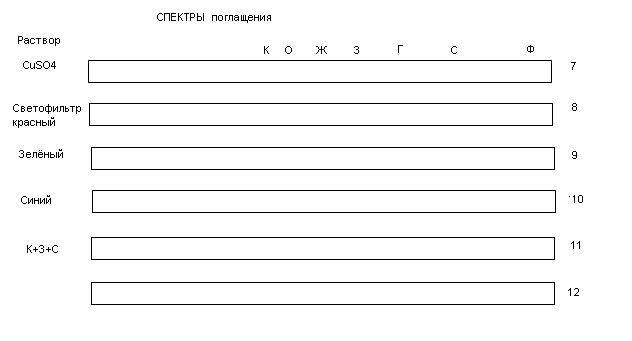 СПЕКТРЫ поглащения
Раствор
К О Ж З Г С Ф
CuSO4 7
Светофильтр 8
красный
Зелёный 9
Синий 10
К+З+С 11
12